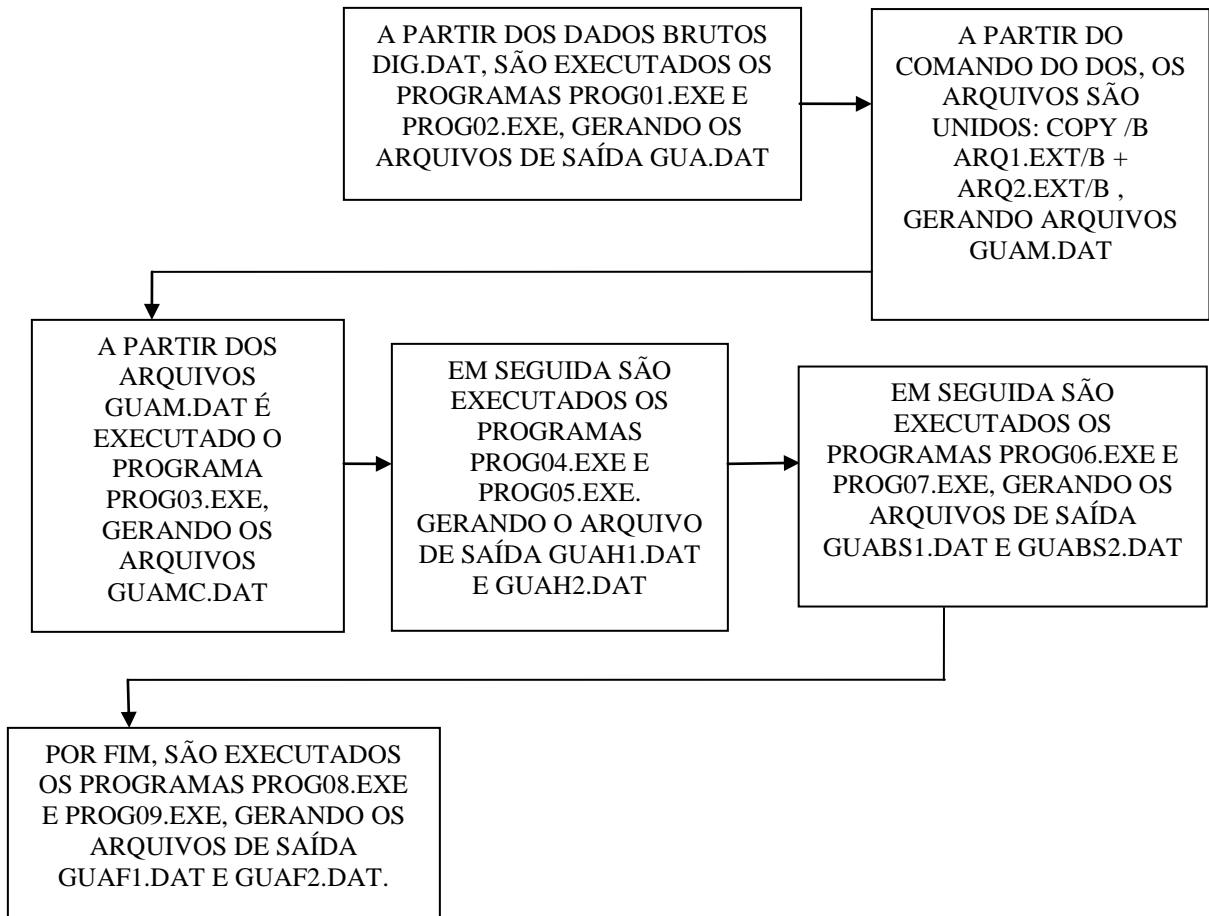 A PARTIR DOS DADOS BRUTOS
DIG.DAT, SÃO EXECUTADOS OS
PROGRAMAS PROG01.EXE E
PROG02.EXE, GERANDO OS
ARQUIVOS DE SAÍDA GUA.DAT
A PARTIR DO
COMANDO DO DOS, OS
ARQUIVOS SÃO
UNIDOS: COPY /B
ARQ1.EXT/B +
ARQ2.EXT/B ,
GERANDO ARQUIVOS
GUAM.DAT
A PARTIR DOS
ARQUIVOS
GUAM.DAT É
EXECUTADO O
PROGRAMA
PROG03.EXE,
GERANDO OS
ARQUIVOS
GUAMC.DAT
EM SEGUIDA SÃO
EXECUTADOS OS
PROGRAMAS
PROG04.EXE E
PROG05.EXE.
GERANDO O ARQUIVO
DE SAÍDA GUAH1.DAT
E GUAH2.DAT
EM SEGUIDA SÃO
EXECUTADOS OS
PROGRAMAS PROG06.EXE E
PROG07.EXE, GERANDO OS
ARQUIVOS DE SAÍDA
GUABS1.DAT E GUABS2.DAT
POR FIM, SÃO EXECUTADOS
OS PROGRAMAS PROG08.EXE
E PROG09.EXE, GERANDO OS
ARQUIVOS DE SAÍDA
GUAF1.DAT E GUAF2.DAT.